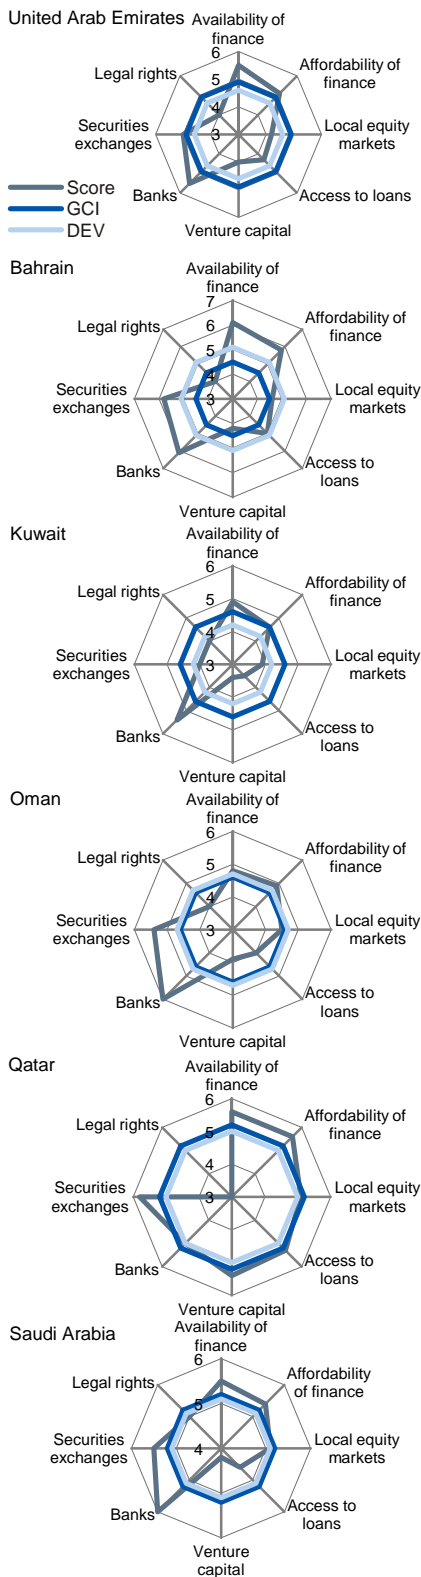 United Arab Emirates
Availability of
finance
6
Legal rights
5
Affordability of
finance
4
Securities
exchanges
3
Local equity
markets
Score
Banks
Access to loans
GCI
DEV
Venture capital
Bahrain
Availability of
finance
7
Legal rights
6
Affordability of
finance
5
4
Securities
exchanges
3
Local equity
markets
Banks
Access to
loans
Venture capital
Kuwait
Availability of
finance
6
Legal rights
5
Affordability of
finance
4
Securities
exchanges
3
Local equity
markets
Banks
Access to
loans
Venture capital
Oman
Availability of
finance
6
Legal rights
5
Affordability of
finance
4
Securities
exchanges
3
Local equity
markets
Banks
Access to
loans
Venture capital
Qatar
Availability of
finance
6
Legal rights
5
Affordability of
finance
4
Securities
exchanges
3
Local equity
markets
Banks
Access to
loans
Venture capital
Saudi Arabia
Availability of
finance
6
Legal rights
Affordability
of finance
5
Securities
exchanges
4
Local equity
markets
Banks
Access to
loans
Venture
capital